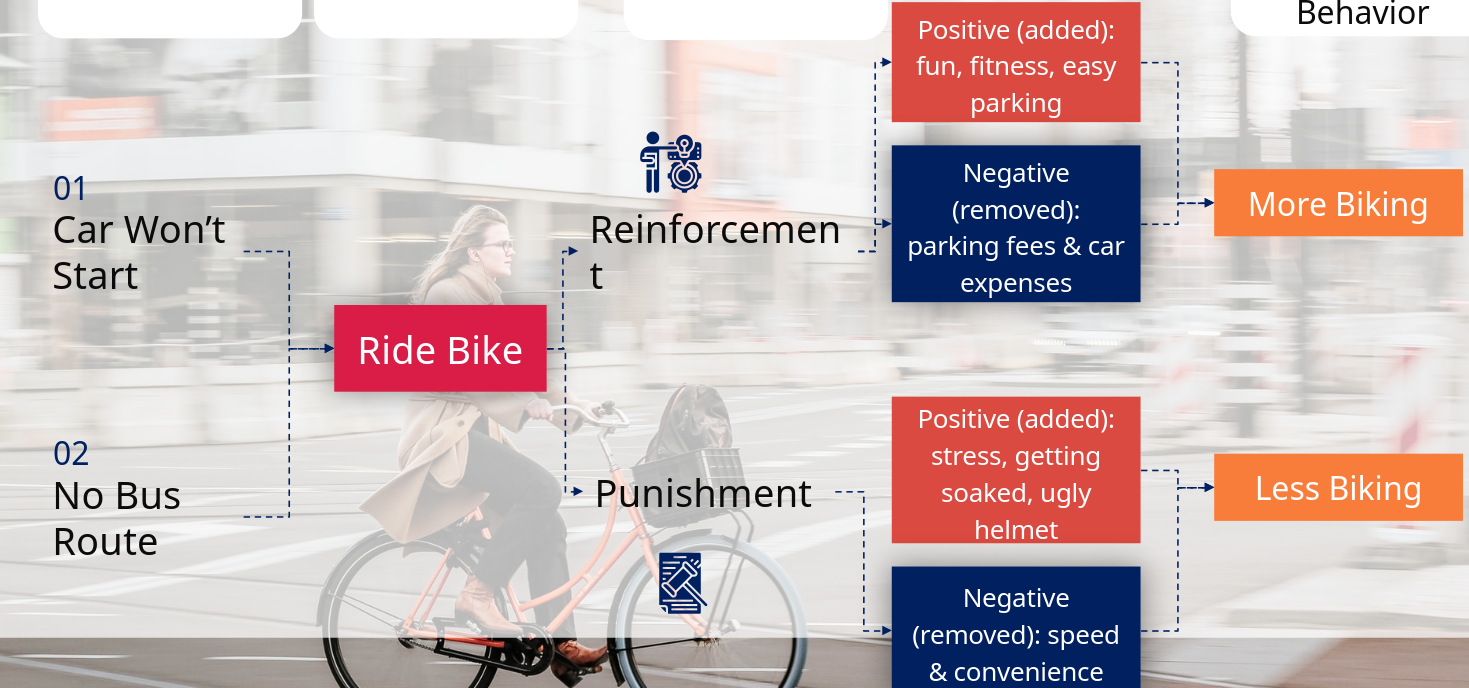 Behavior
Positive (added):
fun, fitness, easy
parking
Negative
(removed):
parking fees & car
expenses
01
Car Won’t
Start
Reinforcemen
t
More Biking
Ride Bike
02
No Bus
Route
Punishment
Positive (added):
stress, getting
soaked, ugly
helmet
Less Biking
Negative
(removed): speed
& convenience